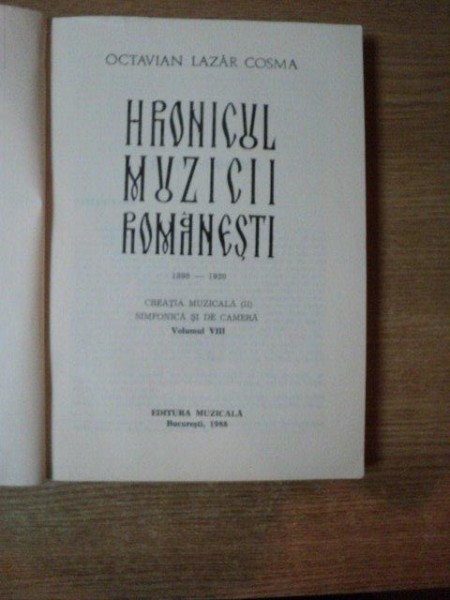 OCTAVIAN LAZĂR COSMA
HRONICUL
MUZICII
ROMÂNEȘTI
1898 — 1920
CREAȚIA MUZICALĂ (II)
SIMFONICĂ ȘI DE CAMERĂ
Volumul VIII
EDITURA MUZICALĂ
București, 1988